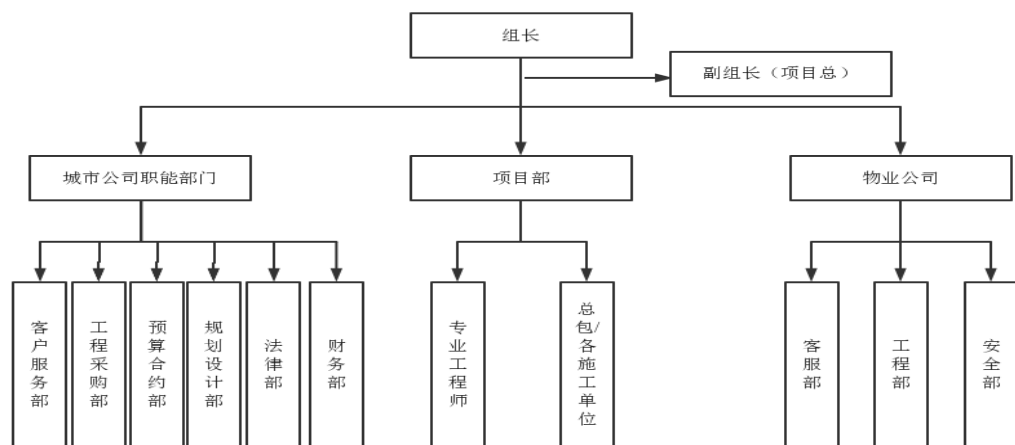 组长
副组长（项目总）
城市公司职能部门
项目部
物业公司
客户服务部
工程采购部
预算合约部
规划设计部
法律部
财务部
专业工程师
总包/各施工单位
客服部
工程部
安全部